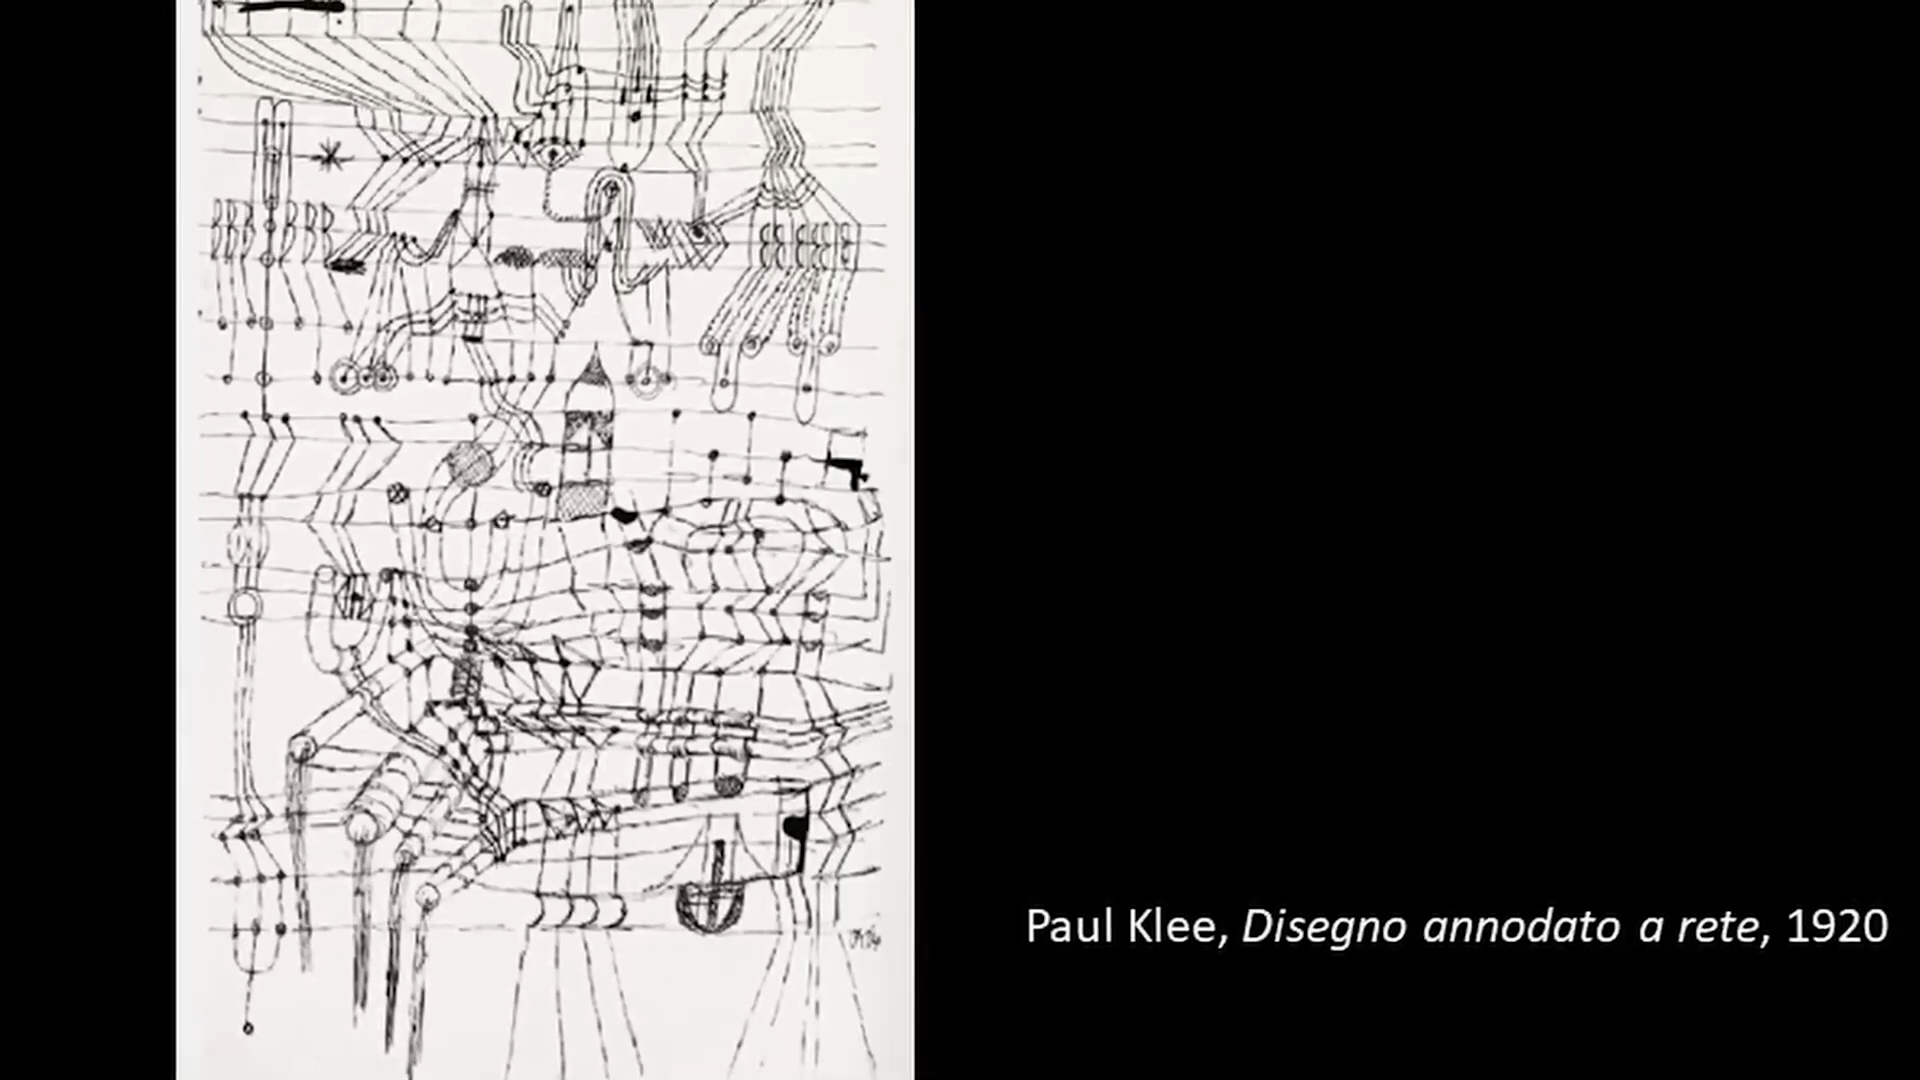 Paul Klee, Disegno annodato a rete, 1920